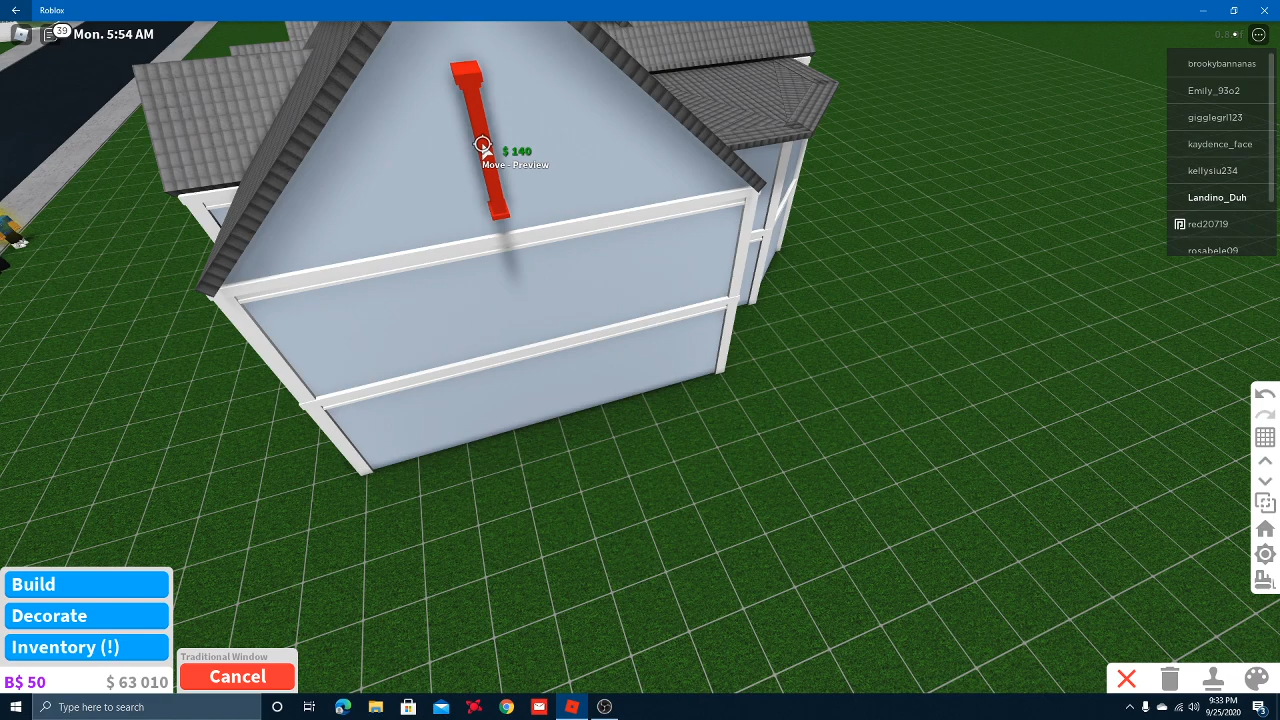 Roblox
39
Mon. 5:54 AM
brookybannanas
Emily_93o2
gigglegrl123
kaydence_face
kellysiu234
Landino_Duh
red20719
rosabele09
$ 140
Move - Preview
Build
Decorate
Inventory (!)
B$ 50
$ 63 010
Traditional Window
Cancel
Type here to search
9:33 PM
9/25/2020
3